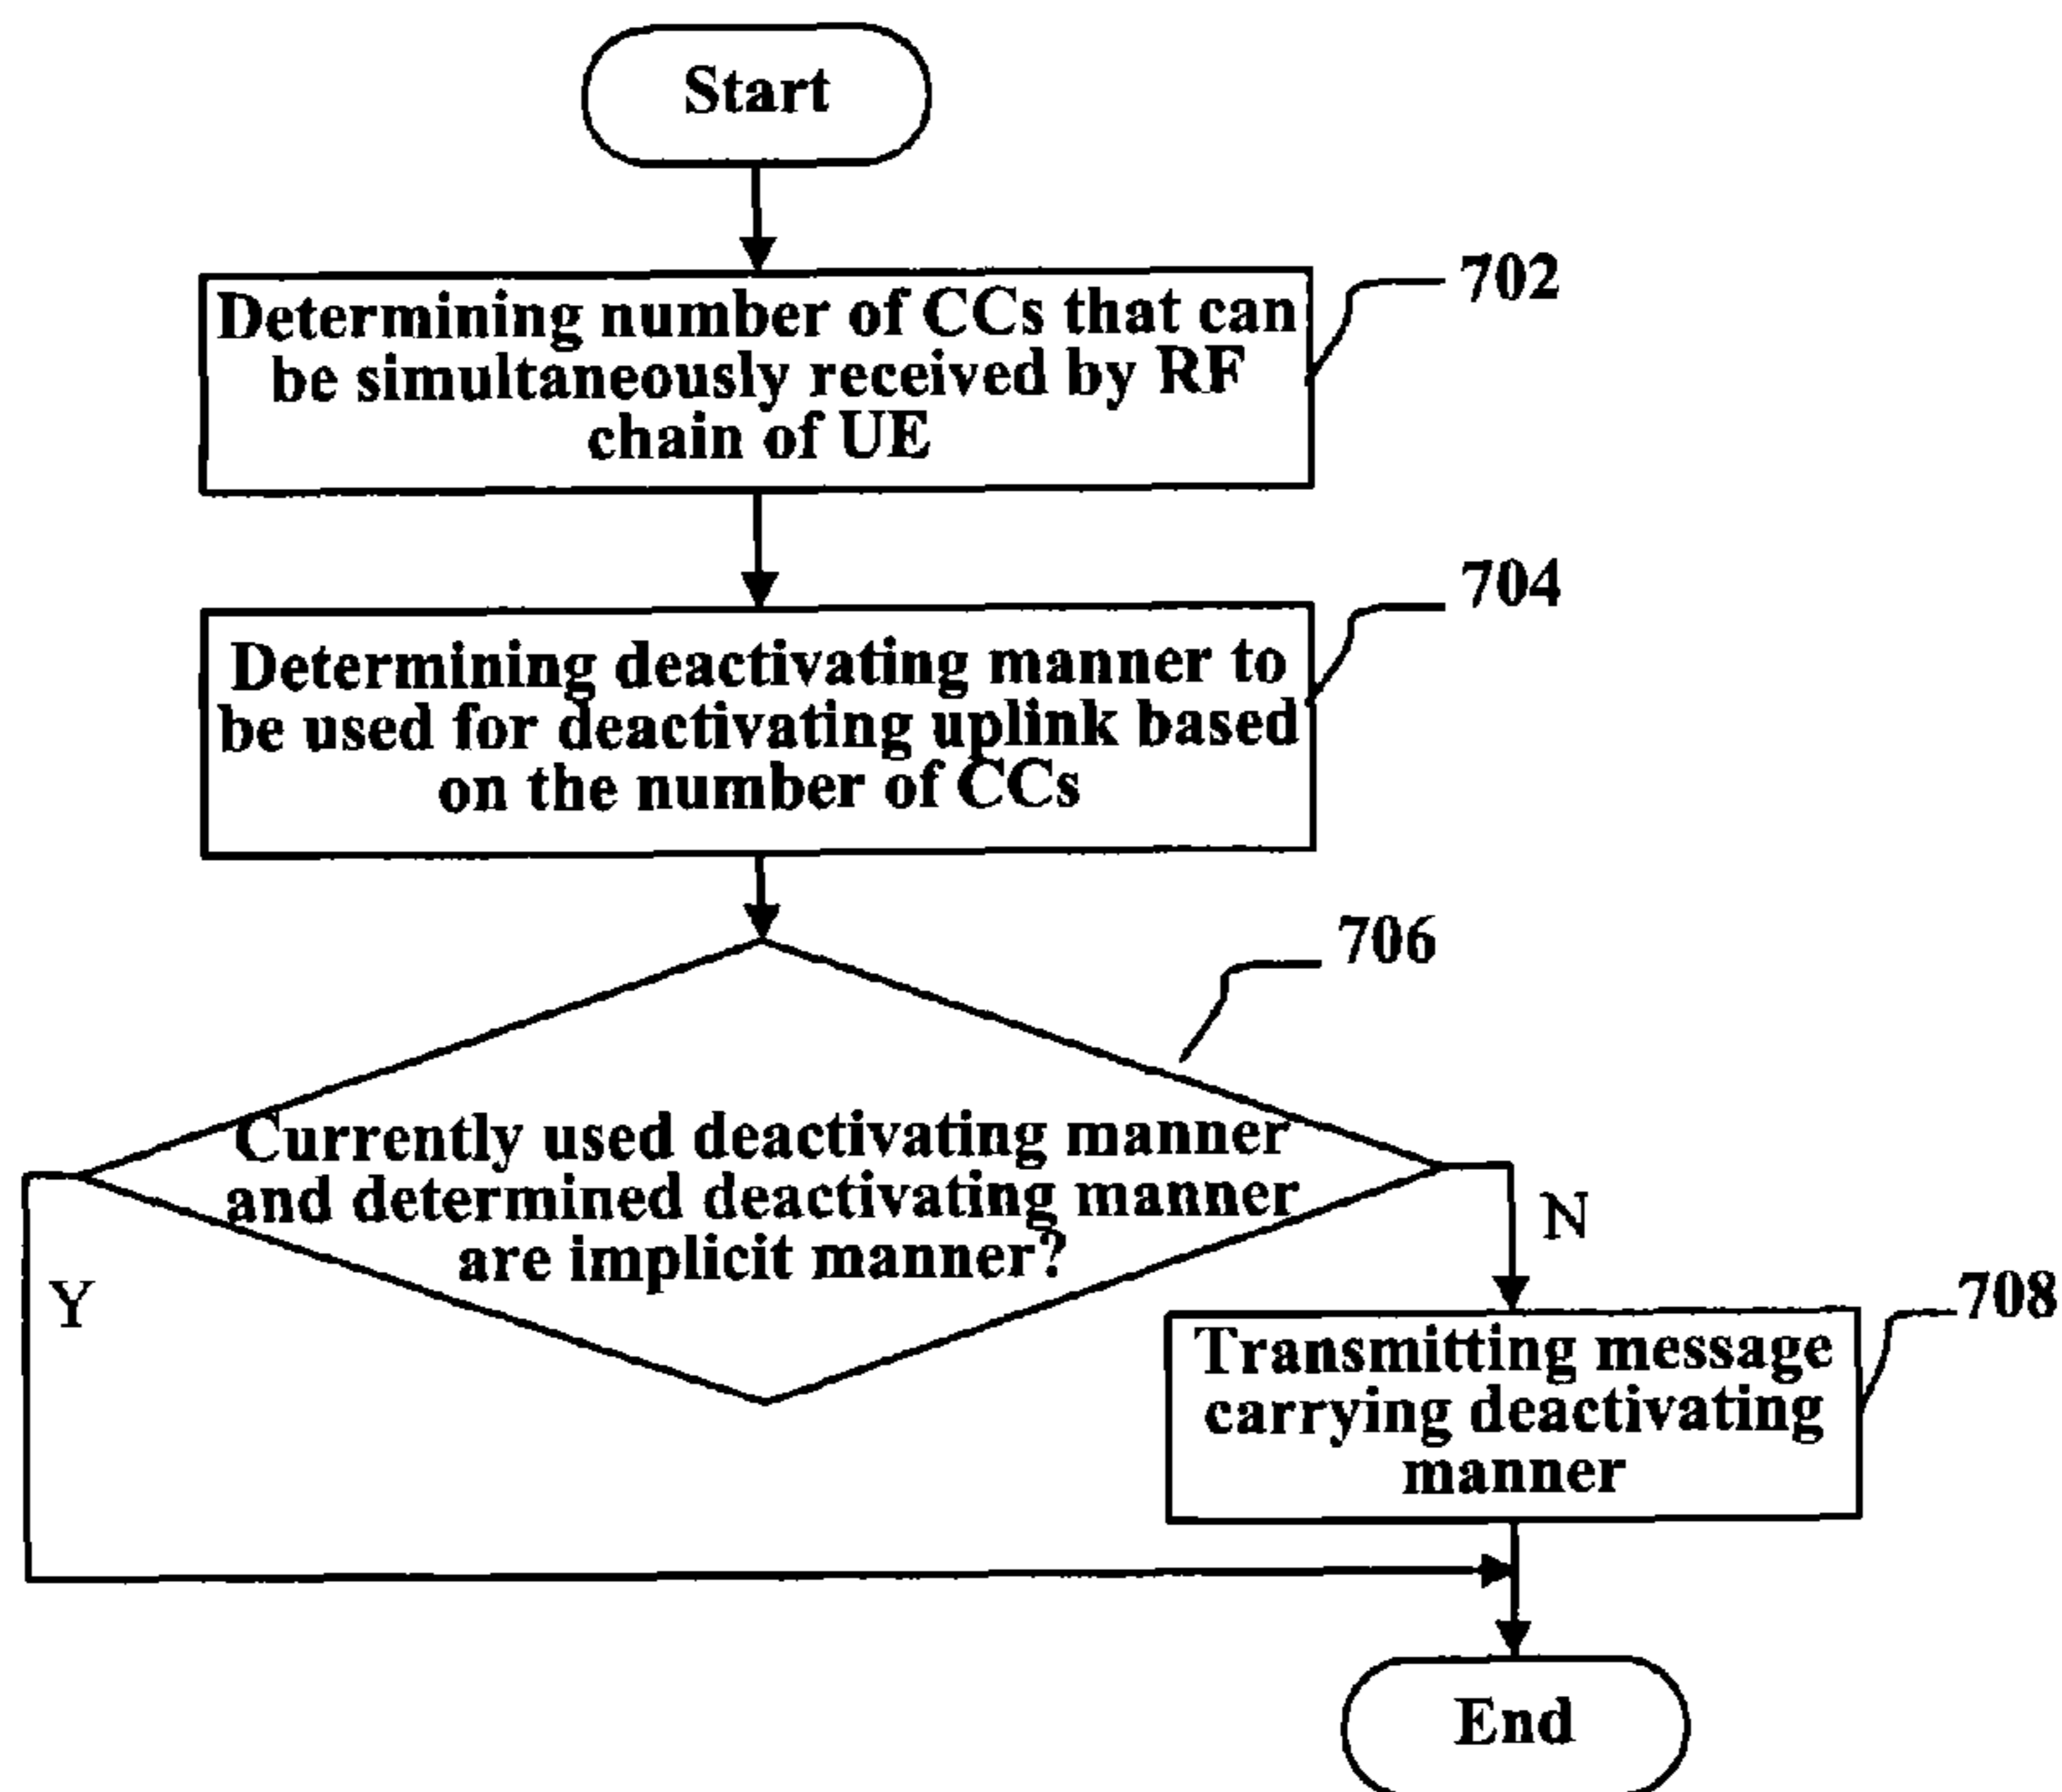 Start
Determining number of CCs that can
be simultaneously received by RF
chain of UE
702
Determining deactivating manner to
be used for deactivating uplink based
on the number of CCs
704
706
Currently used deactivating manner
and determined deactivating manner
are implicit manner?
Y
N
Transmitting message
carrying deactivating
manner
708
End